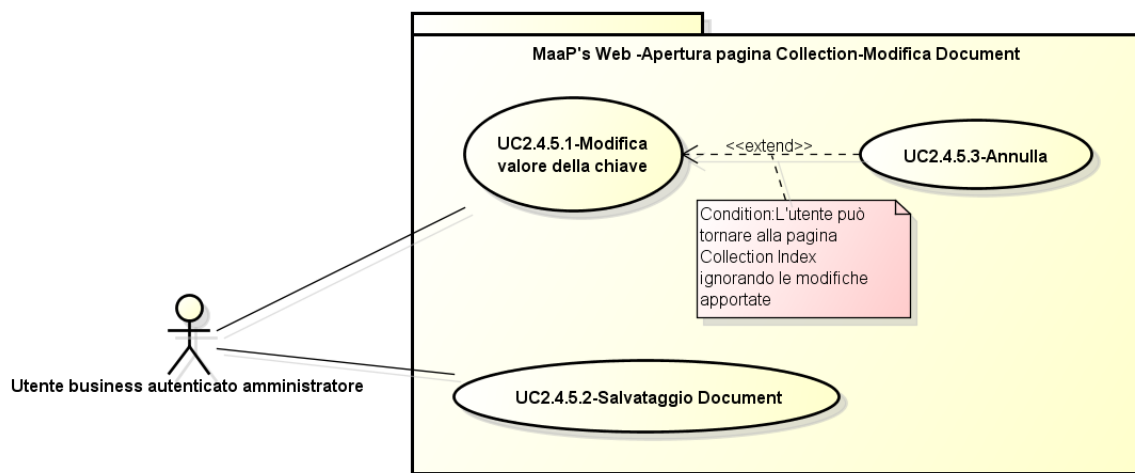 MaaP's Web -Apertura pagina Collection-Modifica Document
UC2.4.5.1-Modifica
valore della chiave
<<extend>>
UC2.4.5.3-Annulla
Condition:L'utente può
tornare alla pagina
Collection Index
ignorando le modifiche
apportate
Utente business autenticato amministratore
UC2.4.5.2-Salvataggio Document